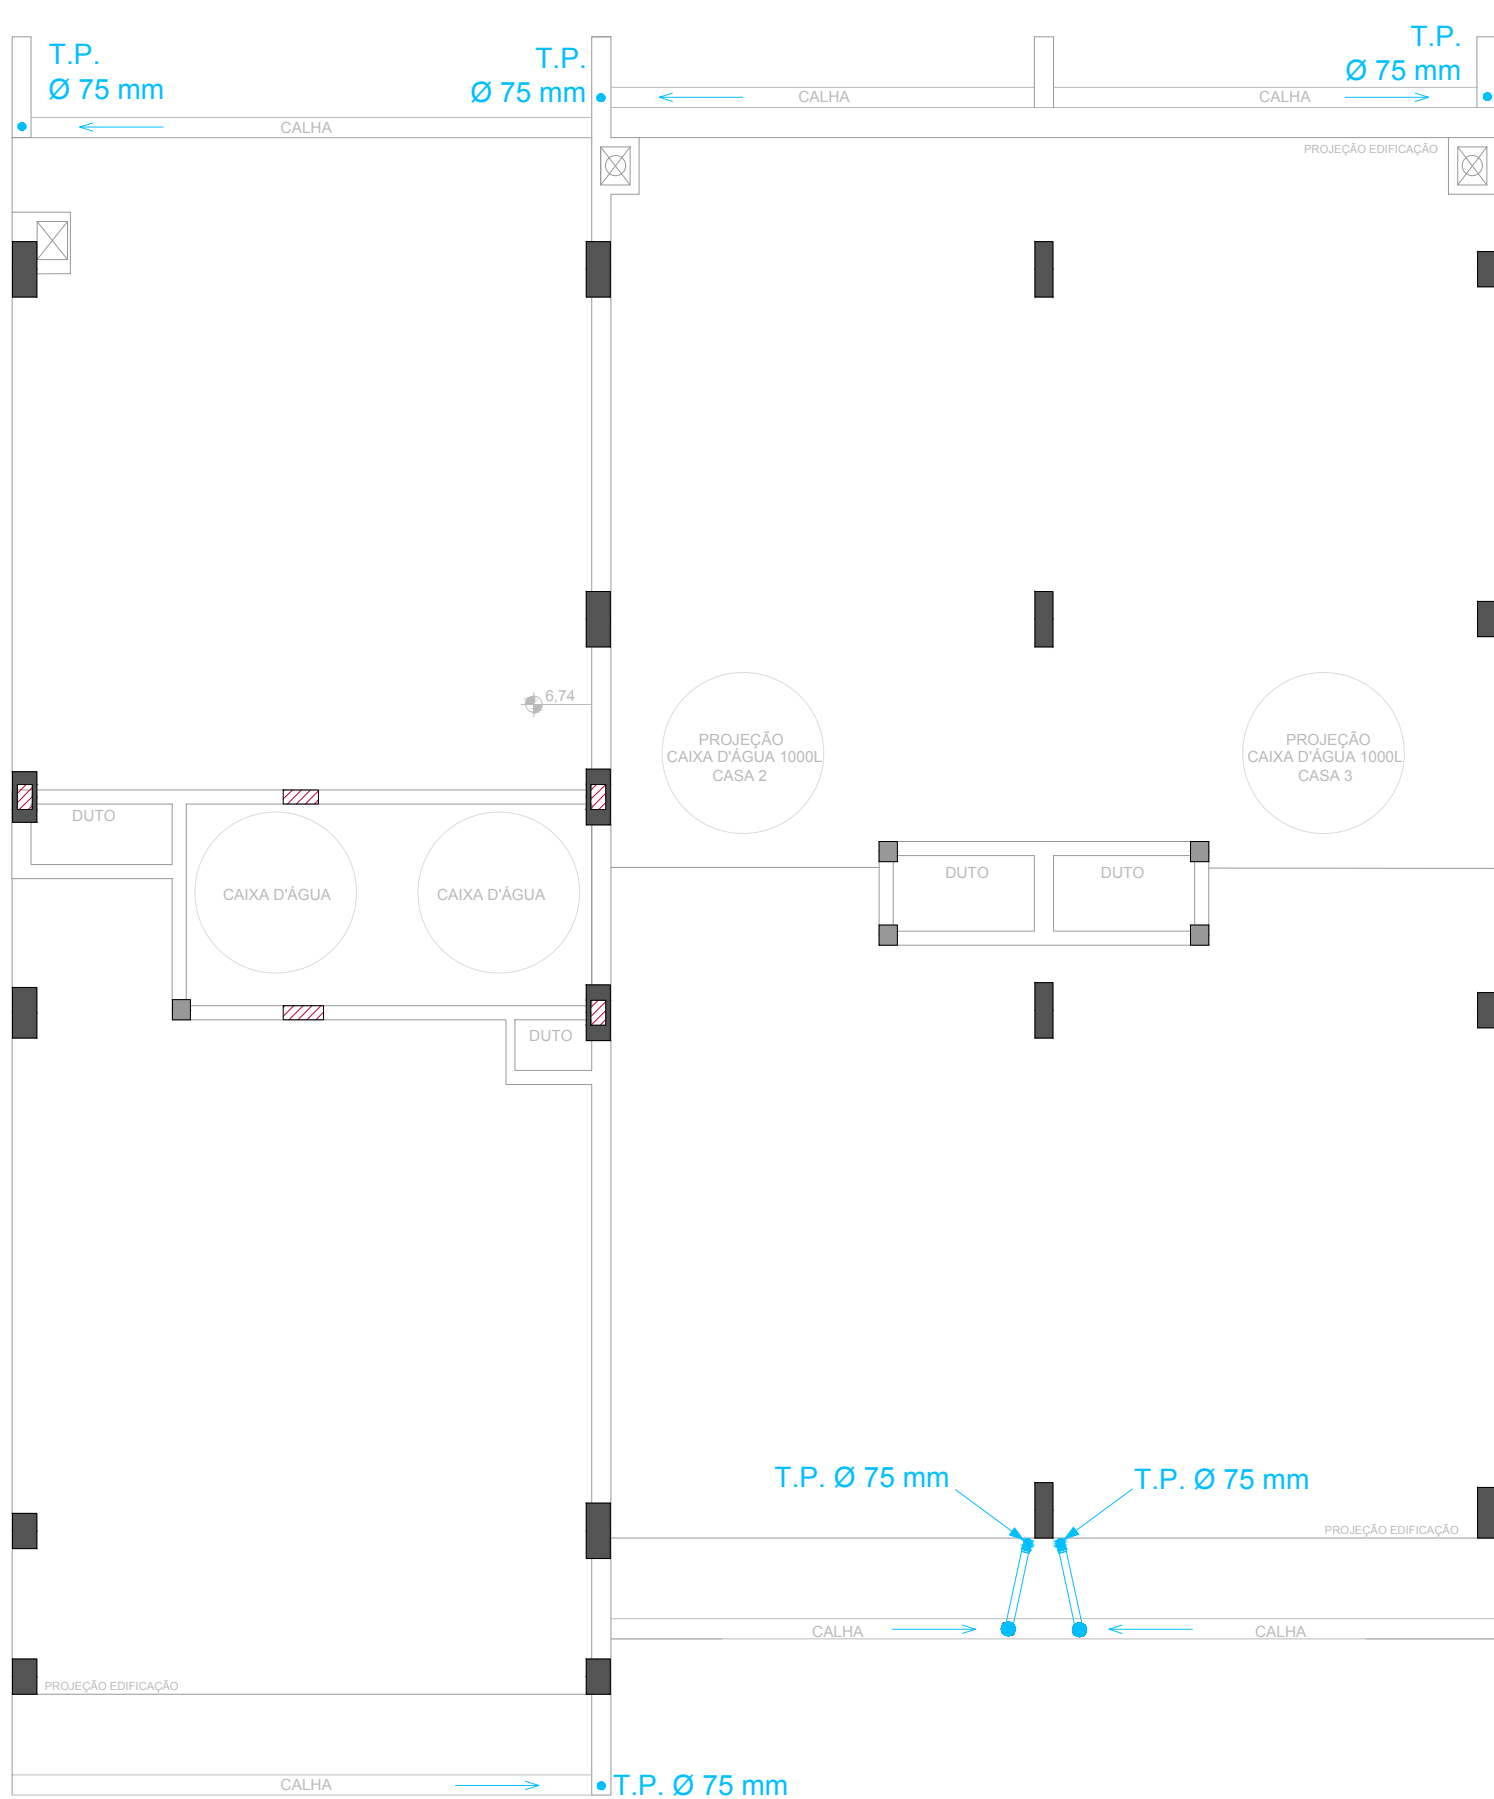 T.P.
Ø 75 mm
T.P.
Ø 75 mm
T.P.
Ø 75 mm
CALHA
CALHA
CALHA
PROJEÇÃO EDIFICAÇÃO
6,74
PROJEÇÃO
CAIXA D'ÁGUA 1000L
CASA 2
PROJEÇÃO
CAIXA D'ÁGUA 1000L
CASA 3
DUTO
CAIXA D'ÁGUA
CAIXA D'ÁGUA
DUTO
DUTO
DUTO
T.P. Ø 75 mm
T.P. Ø 75 mm
PROJEÇÃO EDIFICAÇÃO
CALHA
CALHA
PROJEÇÃO EDIFICAÇÃO
CALHA
T.P. Ø 75 mm